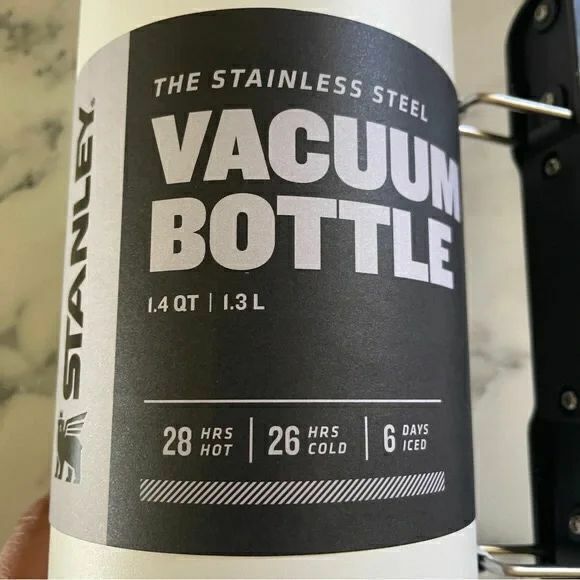 STANLEY®
THE STAINLESS STEEL
VACUUM
BOTTLE
1.4 QT | 1.3 L
28 HRS HOT | 26 HRS COLD | 6 DAYS ICED